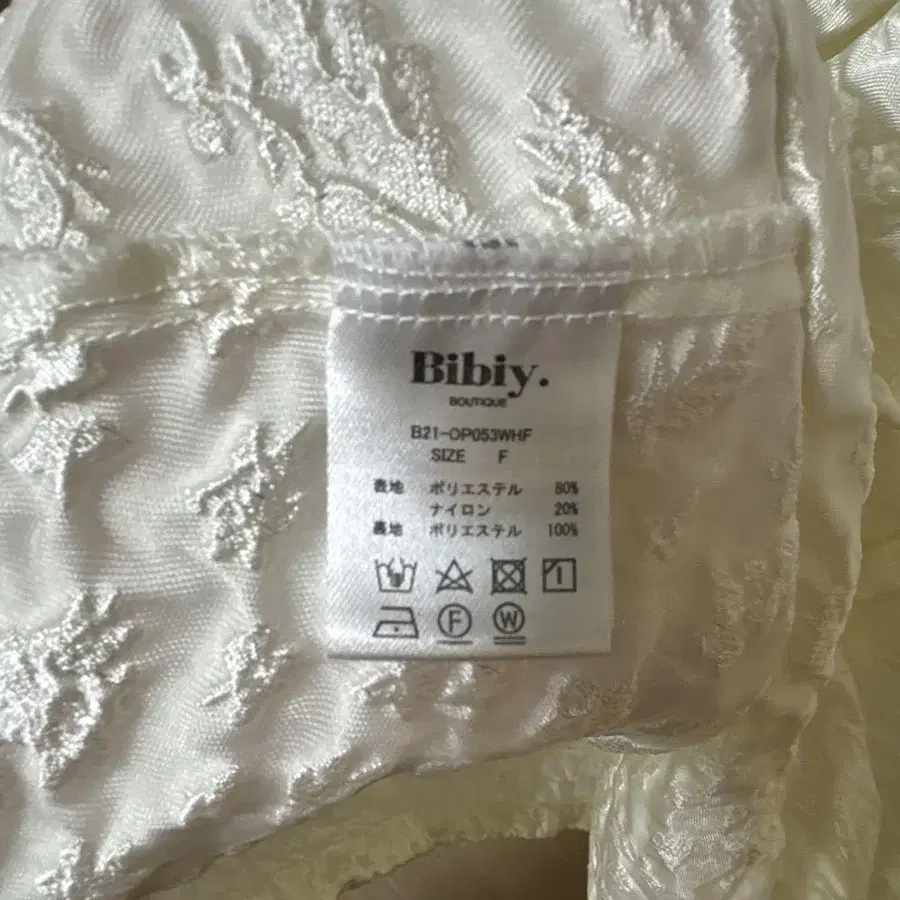 Bibiy.
BOUTIQUE
B21-OP053WHF
SIZE F
表地 ポリエステル 80%
ナイロン 20%
裏地 ポリエステル 100%
F W